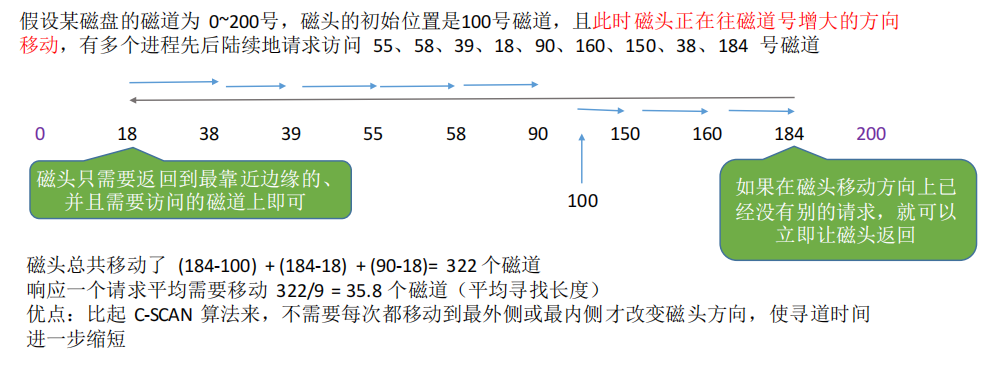 假设某磁盘的磁道为 0~200号，磁头的初始位置是100号磁道，且此时磁头正在往磁道号增大的方向
移动，有多个进程先后陆续地请求访问 55、58、39、18、90、160、150、38、184 号磁道
0 18 38 39 55 58 90 150 160 184 200
100
磁头只需要返回到最靠近边缘的、
并且需要访问的磁道上即可
如果在磁头移动方向上已
经没有别的请求，就可以
立即让磁头返回
磁头总共移动了 (184-100) + (184-18) + (90-18)= 322 个磁道
响应一个请求平均需要移动 322/9 = 35.8 个磁道（平均寻找长度）
优点：比起 C-SCAN 算法来，不需要每次都移动到最外侧或最内侧才改变磁头方向，使寻道时间
进一步缩短